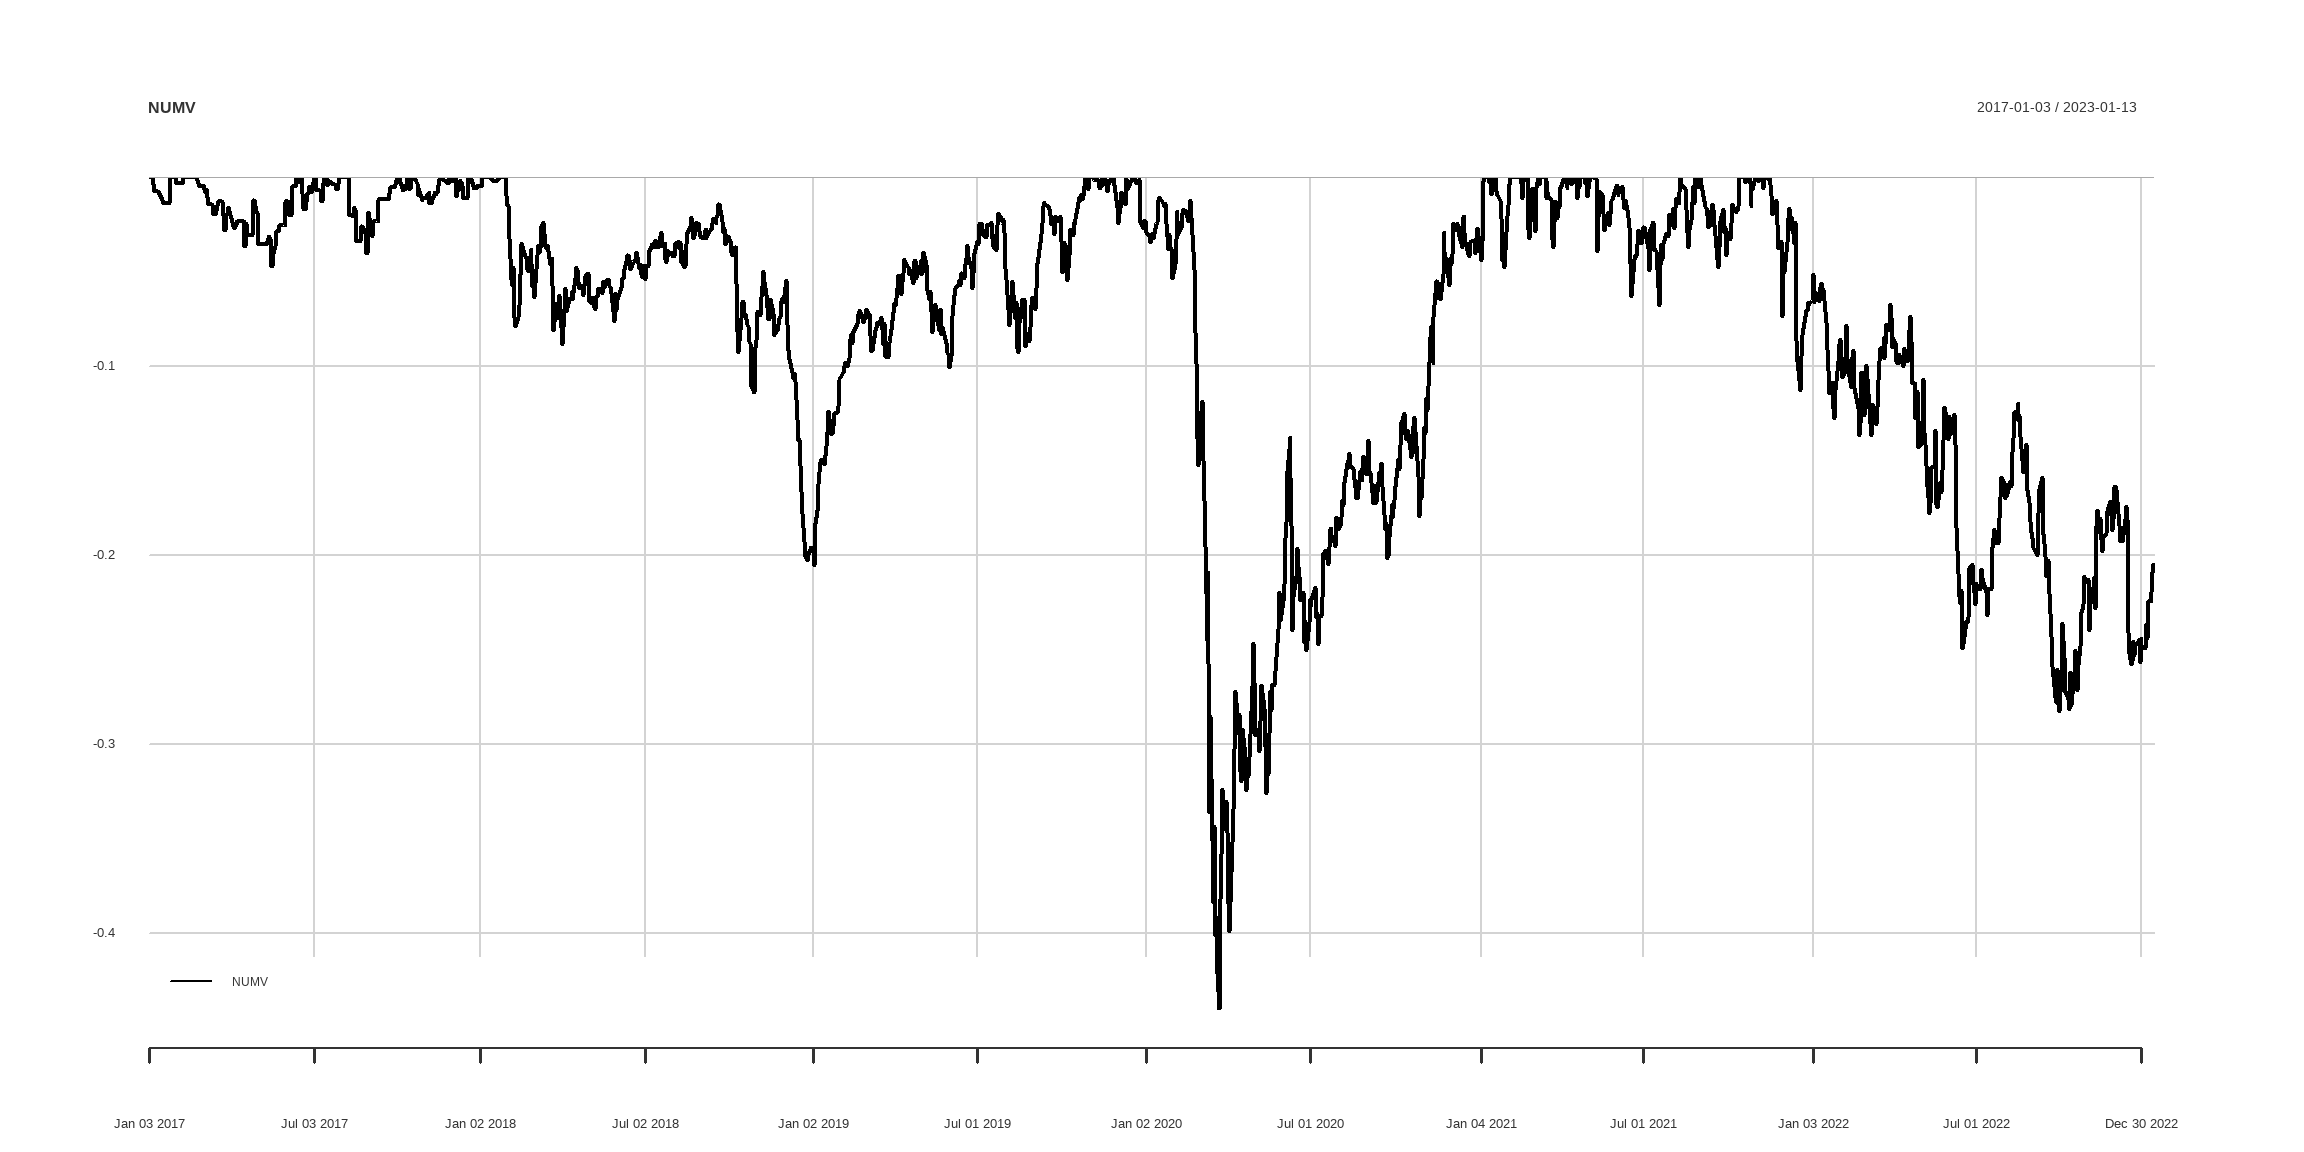 NUMV
2017-01-03 / 2023-01-13
-0.1
-0.2
-0.3
-0.4
NUMV
Jan 03 2017
Jul 03 2017
Jan 02 2018
Jul 02 2018
Jan 02 2019
Jul 01 2019
Jan 02 2020
Jul 01 2020
Jan 04 2021
Jul 01 2021
Jan 03 2022
Jul 01 2022
Dec 30 2022